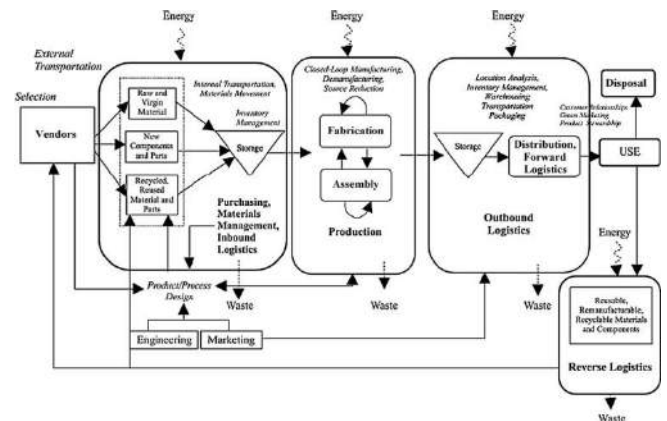 Energy
Energy
Energy
External
Transportation
Selection
Vendors
Raw and
Virgin
Material
New
Components
and Parts
Recycled,
Reused
Material and
Parts
Internal Transportation,
Materials Movement
Inventory
Management
Storage
Purchasing,
Materials
Management,
Inbound
Logistics
Closed-Loop Manufacturing,
Demanufacturing,
Source Reduction
Fabrication
Assembly
Production
Location Analysis,
Inventory Management,
Warehousing
Transportation
Packaging
Storage
Distribution,
Forward
Logistics
Outbound
Logistics
Customer Relationships
Green Marketing
Product Stewardship
Disposal
USE
Energy
Reusable,
Remanufacturable,
Recyclable Materials
and Components
Reverse Logistics
Waste
Waste
Waste
Waste
Product/Process
Design
Engineering
Marketing